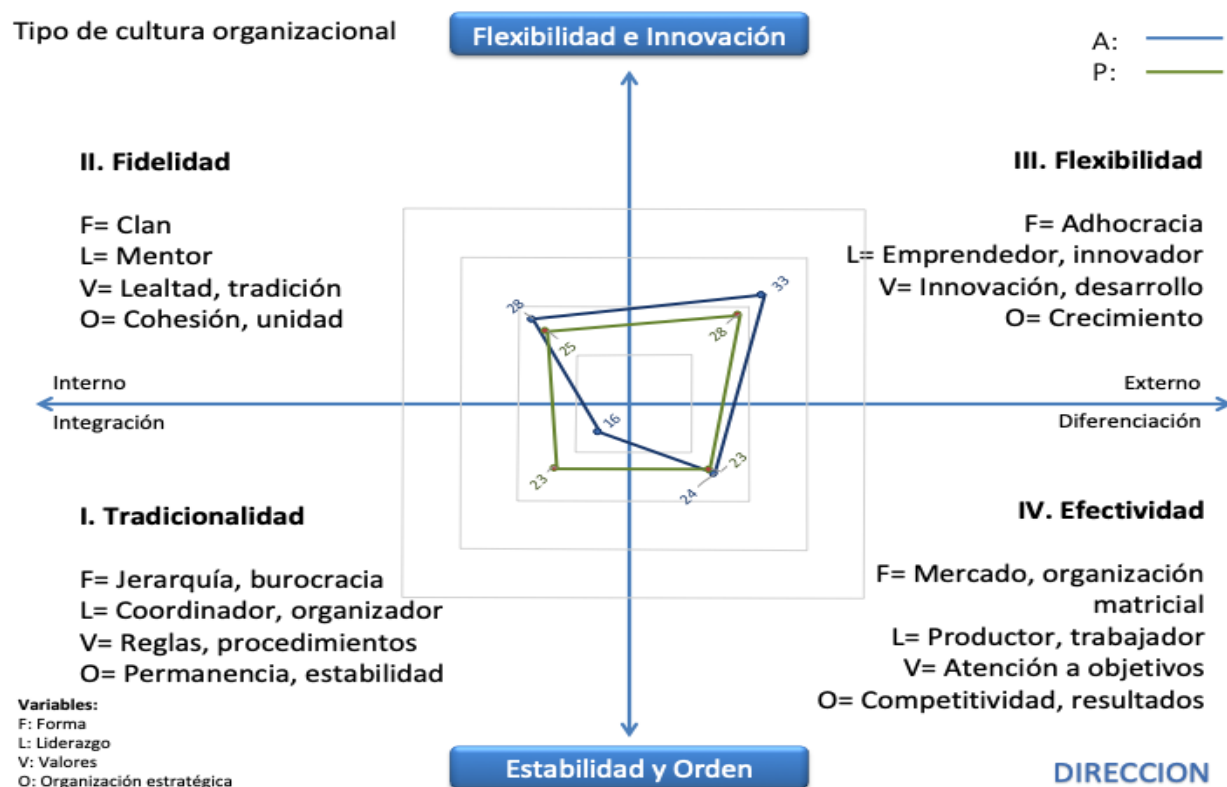 Tipo de cultura organizacional
Flexibilidad e Innovación
A:
P:
II. Fidelidad
F= Clan
L= Mentor
V= Lealtad, tradición
O= Cohesión, unidad
III. Flexibilidad
F= Adhocracia
L= Emprendedor, innovador
V= Innovación, desarrollo
O= Crecimiento
28
33
25
28
Interno
Externo
Integración
Diferenciación
16
23
23
24
I. Tradicionalidad
F= Jerarquía, burocracia
L= Coordinador, organizador
V= Reglas, procedimientos
O= Permanencia, estabilidad
IV. Efectividad
F= Mercado, organización
matricial
L= Productor, trabajador
V= Atención a objetivos
O= Competitividad, resultados
Variables:
F: Forma
L: Liderazgo
V: Valores
O: Organización estratégica
Estabilidad y Orden
DIRECCION